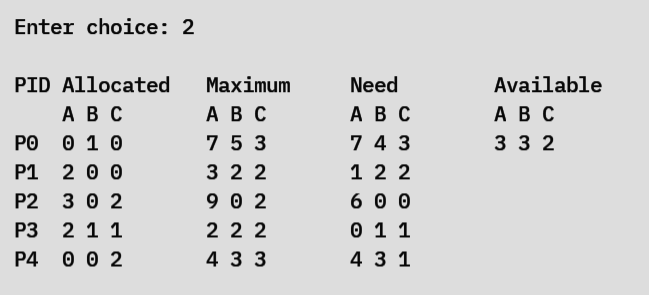 Enter choice: 2
PID Allocated   Maximum     Need        Available
    A B C       A B C       A B C       A B C
P0  0 1 0       7 5 3       7 4 3       3 3 2
P1  2 0 0       3 2 2       1 2 2
P2  3 0 2       9 0 2       6 0 0
P3  2 1 1       2 2 2       0 1 1
P4  0 0 2       4 3 3       4 3 1